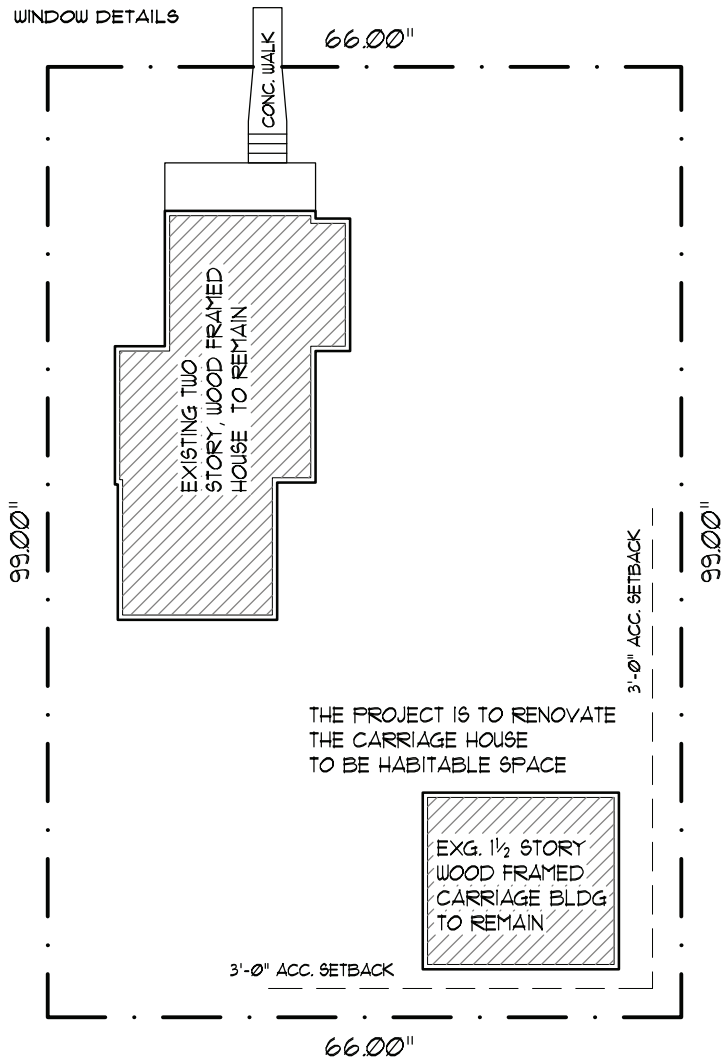 WINDOW DETAILS
66.00"
CONC. WALK
EXISTING TWO
STORY, WOOD FRAMED
HOUSE TO REMAIN
99.00"
99.00"
3'-0" ACC. SETBACK
THE PROJECT IS TO RENOVATE
THE CARRIAGE HOUSE
TO BE HABITABLE SPACE
EXG. 1½ STORY
WOOD FRAMED
CARRIAGE BLDG
TO REMAIN
3'-0" ACC. SETBACK
66.00"